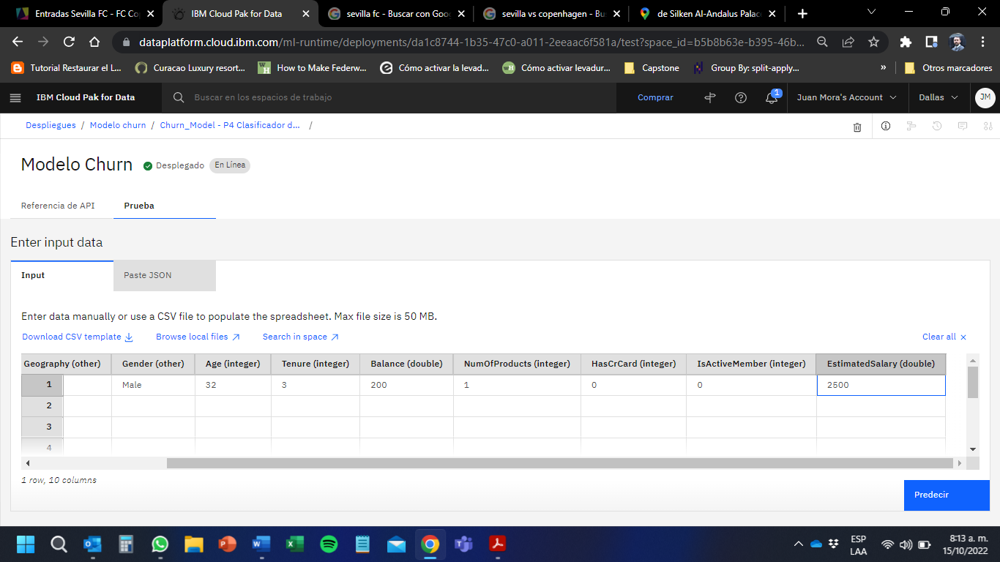 Entradas Sevilla FC - FC Co
IBM Cloud Pak for Data
sevilla fc - Buscar con Goo
sevilla vs copenhagen - Bu
de Silken Al-Andalus Palac
dataplatform.cloud.ibm.com/ml-runtime/deployments/da1c8744-1b35-47c0-a011-2eeaac6f581a/test?space_id=b5b8b63e-b395-46b...
Tutorial Restaurar el L...
Curacao Luxury resort...
How to Make Federw...
Cómo activar la levad...
Cómo activar levadur...
Capstone
Group By: split-apply...
»
Otros marcadores
IBM Cloud Pak for Data
Buscar en los espacios de trabajo
Comprar
1
Juan Mora's Account
Dallas
JM
Despliegues / Modelo churn / Churn_Model - P4 Clasificador d... /
Modelo Churn
Desplegado
En Línea
Referencia de API
Prueba
Enter input data
Input
Paste JSON
Enter data manually or use a CSV file to populate the spreadsheet. Max file size is 50 MB.
Download CSV template
Browse local files
Search in space
Clear all
Geography (other) Gender (other) Age (integer) Tenure (integer) Balance (double) NumOfProducts (integer) HasCrCard (integer) IsActiveMember (integer) EstimatedSalary (double)
1 Male 32 3 200 1 0 0 2500
2
3
4
1 row, 10 columns
Predecir
ESP
LAA
8:13 a. m.
15/10/2022